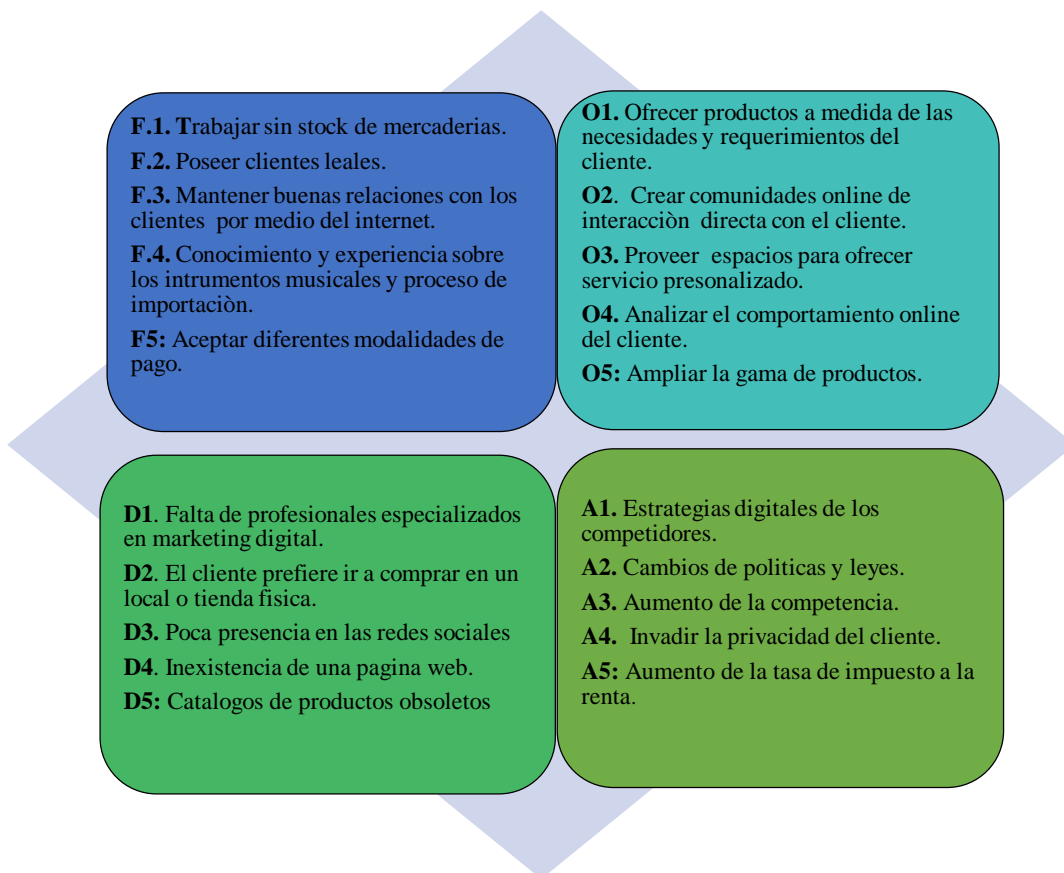 F.1. Trabajar sin stock de mercaderias.
F.2. Poseer clientes leales.
F.3. Mantener buenas relaciones con los
clientes por medio del internet.
F.4. Conocimiento y experiencia sobre
los intrumentos musicales y proceso de
importaciòn.
F5: Aceptar diferentes modalidades de
pago.
O1. Ofrecer productos a medida de las
necesidades y requerimientos del
cliente.
O2. Crear comunidades online de
interacciòn directa con el cliente.
O3. Proveer espacios para ofrecer
servicio presonalizado.
O4. Analizar el comportamiento online
del cliente.
O5: Ampliar la gama de productos.
D1. Falta de profesionales especializados
en marketing digital.
D2. El cliente prefiere ir a comprar en un
local o tienda fisica.
D3. Poca presencia en las redes sociales
D4. Inexistencia de una pagina web.
D5: Catalogos de productos obsoletos
A1. Estrategias digitales de los
competidores.
A2. Cambios de politicas y leyes.
A3. Aumento de la competencia.
A4. Invadir la privacidad del cliente.
A5: Aumento de la tasa de impuesto a la
renta.